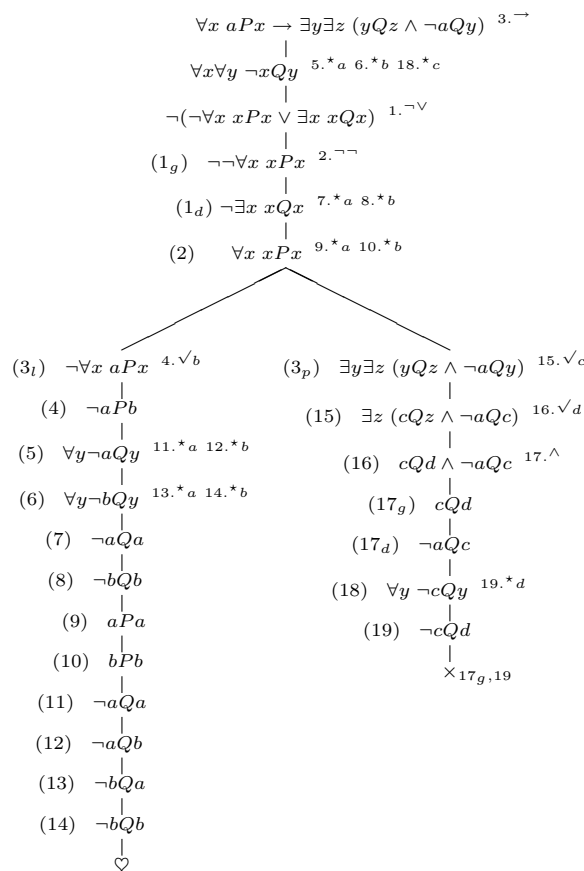 ∀x aPx → ∃y∃z (yQz ∧ ¬aQy) 3.→
∀x∀y ¬xQy 5.⋆a 6.⋆b 18.⋆c
¬(¬∀x xPx ∨ ∃x xQx) 1.¬∨
(1g) ¬¬∀x xPx 2.¬¬
(1d) ¬∃x xQx 7.⋆a 8.⋆b
(2) ∀x xPx 9.⋆a 10.⋆b
(3l) ¬∀x aPx 4.√b
(4) ¬aPb
(5) ∀y¬aQy 11.⋆a 12.⋆b
(6) ∀y¬bQy 13.⋆a 14.⋆b
(7) ¬aQa
(8) ¬bQb
(9) aPa
(10) bPb
(11) ¬aQa
(12) ¬aQb
(13) ¬bQa
(14) ¬bQb
♡
(3p) ∃y∃z (yQz ∧ ¬aQy) 15.√c
(15) ∃z (cQz ∧ ¬aQc) 16.√d
(16) cQd ∧ ¬aQc 17.∧
(17g) cQd
(17d) ¬aQc
(18) ∀y ¬cQy 19.⋆d
(19) ¬cQd
×17g,19